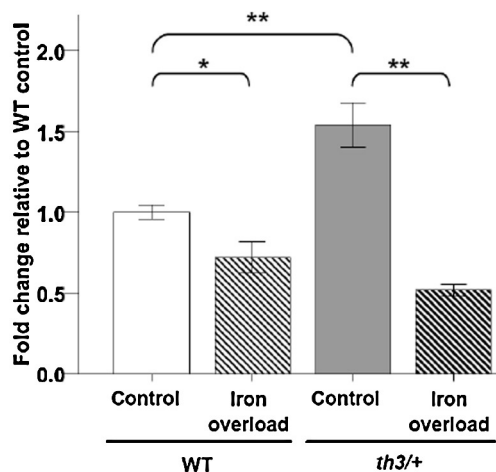 Fold change relative to WT control
2.0
1.5
1.0
0.5
0.0
**
*
**
Control
Iron
overload
Control
Iron
overload
WT
th3/+